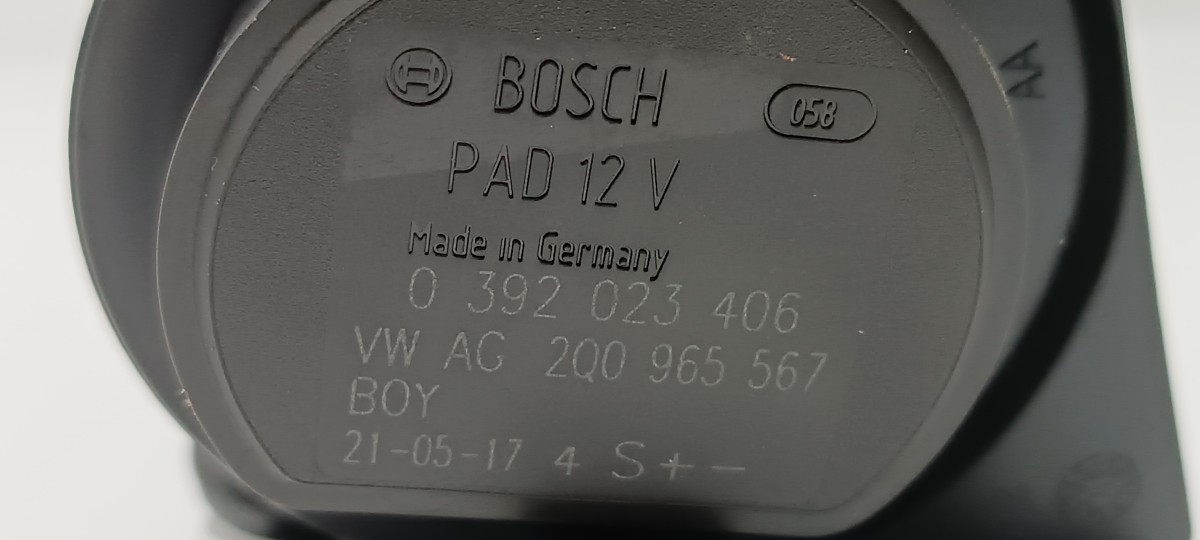 BOSCH 058
PAD 12 V
Made in Germany
0 392 023 406
VW AG 2Q0 965 567
BOY
21-05-17 4 S+-
AA